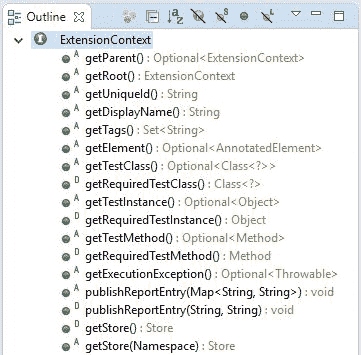 Outline
ExtensionContext
A getParent() : Optional<ExtensionContext>
A getRoot() : ExtensionContext
A getUniqueId() : String
A getDisplayName() : String
A getTags() : Set<String>
A getElement() : Optional<AnnotatedElement>
A getTestClass() : Optional<Class<?>>
D getRequiredTestClass() : Class<?>
A getTestInstance() : Optional<Object>
D getRequiredTestInstance() : Object
A getTestMethod() : Optional<Method>
D getRequiredTestMethod() : Method
A getExecutionException() : Optional<Throwable>
A publishReportEntry(Map<String, String>) : void
D publishReportEntry(String, String) : void
D getStore() : Store
A getStore(Namespace) : Store